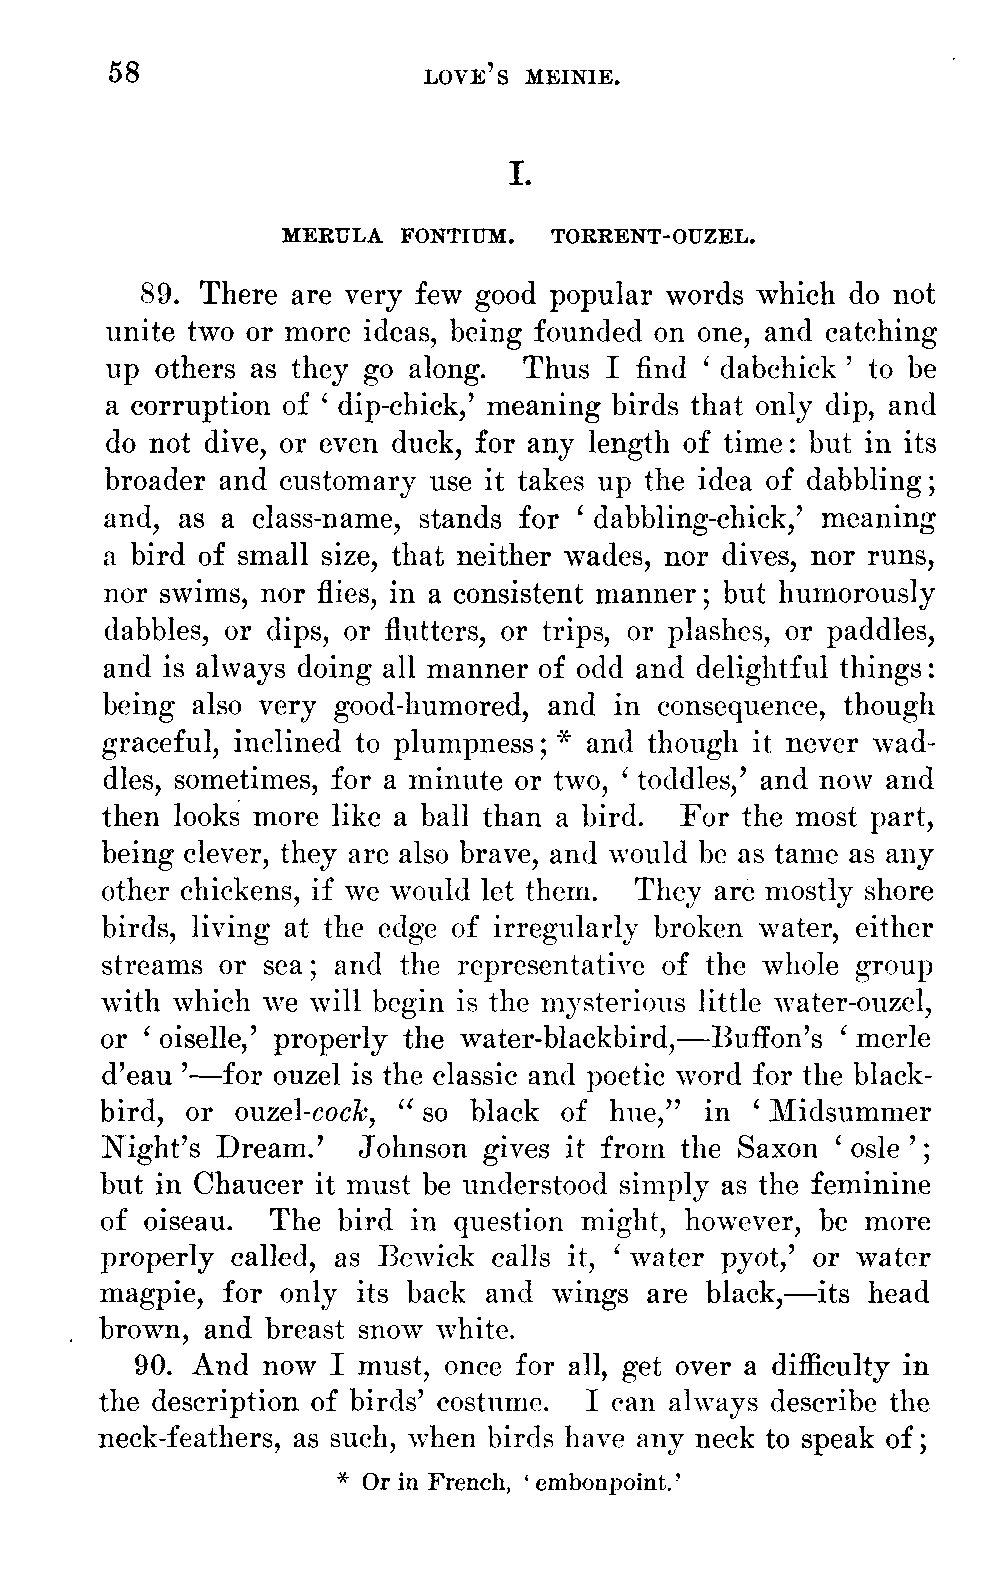 58 LOVE'S MEINIE.
I.
MERULA FONTIUM. TORRENT-OUZEL.
89. There are very few good popular words which do not
unite two or more ideas, being founded on one, and catching
up others as they go along. Thus I find ‘ dabchick ’ to be
a corruption of ‘ dip-chick,’ meaning birds that only dip, and
do not dive, or even duck, for any length of time: but in its
broader and customary use it takes up the idea of dabbling;
and, as a class-name, stands for ‘ dabbling-chick,’ meaning
a bird of small size, that neither wades, nor dives, nor runs,
nor swims, nor flies, in a consistent manner; but humorously
dabbles, or dips, or flutters, or trips, or plashes, or paddles,
and is always doing all manner of odd and delightful things:
being also very good-humored, and in consequence, though
graceful, inclined to plumpness; * and though it never wad-
dles, sometimes, for a minute or two, ‘ toddles,’ and now and
then looks more like a ball than a bird. For the most part,
being clever, they are also brave, and would be as tame as any
other chickens, if we would let them. They are mostly shore
birds, living at the edge of irregularly broken water, either
streams or sea; and the representative of the whole group
with which we will begin is the mysterious little water-ouzel,
or ‘ oiselle,’ properly the water-blackbird,—Buffon's ‘ merle
d'eau ’—for ouzel is the classic and poetic word for the black-
bird, or ouzel-cock, “ so black of hue,” in ‘ Midsummer
Night's Dream.’ Johnson gives it from the Saxon ‘ osle ’;
but in Chaucer it must be understood simply as the feminine
of oiseau. The bird in question might, however, be more
properly called, as Bewick calls it, ‘ water pyot,’ or water
magpie, for only its back and wings are black,—its head
brown, and breast snow white.
90. And now I must, once for all, get over a difficulty in
the description of birds' costume. I can always describe the
neck-feathers, as such, when birds have any neck to speak of;
* Or in French, ‘ embonpoint.’